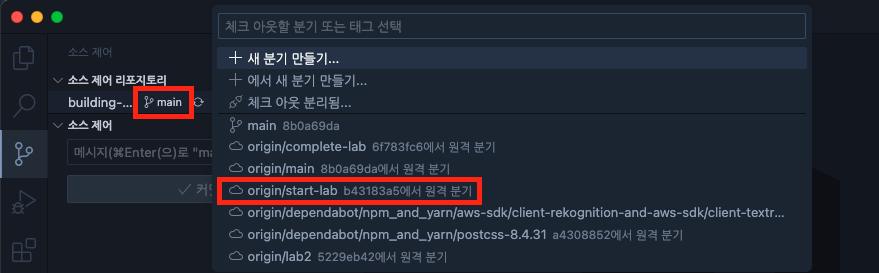 체크 아웃할 분기 또는 태그 선택
새 분기 만들기...
에서 새 분기 만들기...
체크 아웃 분리됨...
main 8b0a69da
origin/complete-lab 6f783fc6에서 원격 분기
origin/main 8b0a69da에서 원격 분기
origin/start-lab b43183a5에서 원격 분기
origin/dependabot/npm_and_yarn/aws-sdk/client-rekognition-and-aws-sdk/client-textr...
origin/dependabot/npm_and_yarn/postcss-8.4.31 a4308852에서 원격 분기
origin/lab2 5229eb42에서 원격 분기
소스 제어
소스 제어 리포지토리
building-... main
소스 제어
메시지(⌘Enter(으)로 "ma